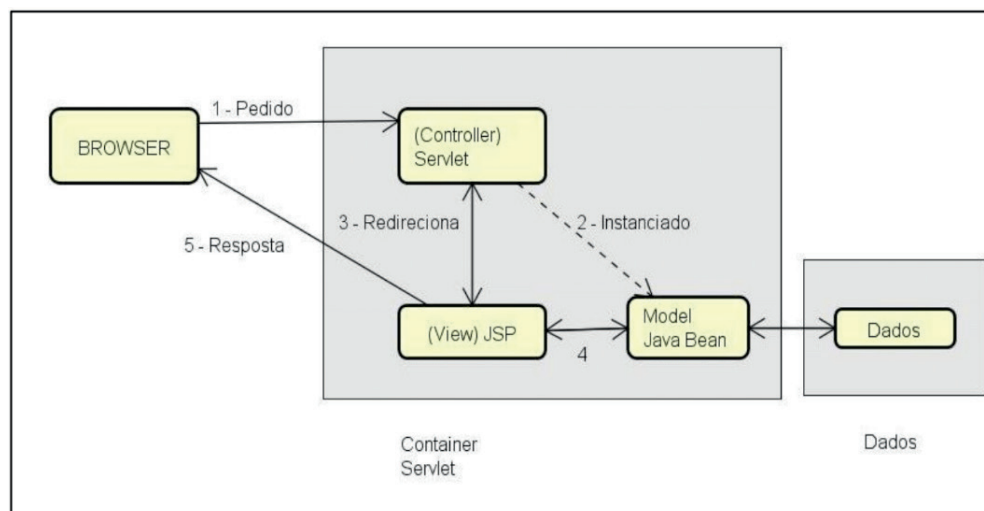 1 - Pedido
BROWSER
(Controller)
Servlet
3 - Redireciona
2 - Instanciado
5 - Resposta
(View) JSP
4
Model
Java Bean
Dados
Container
Servlet
Dados